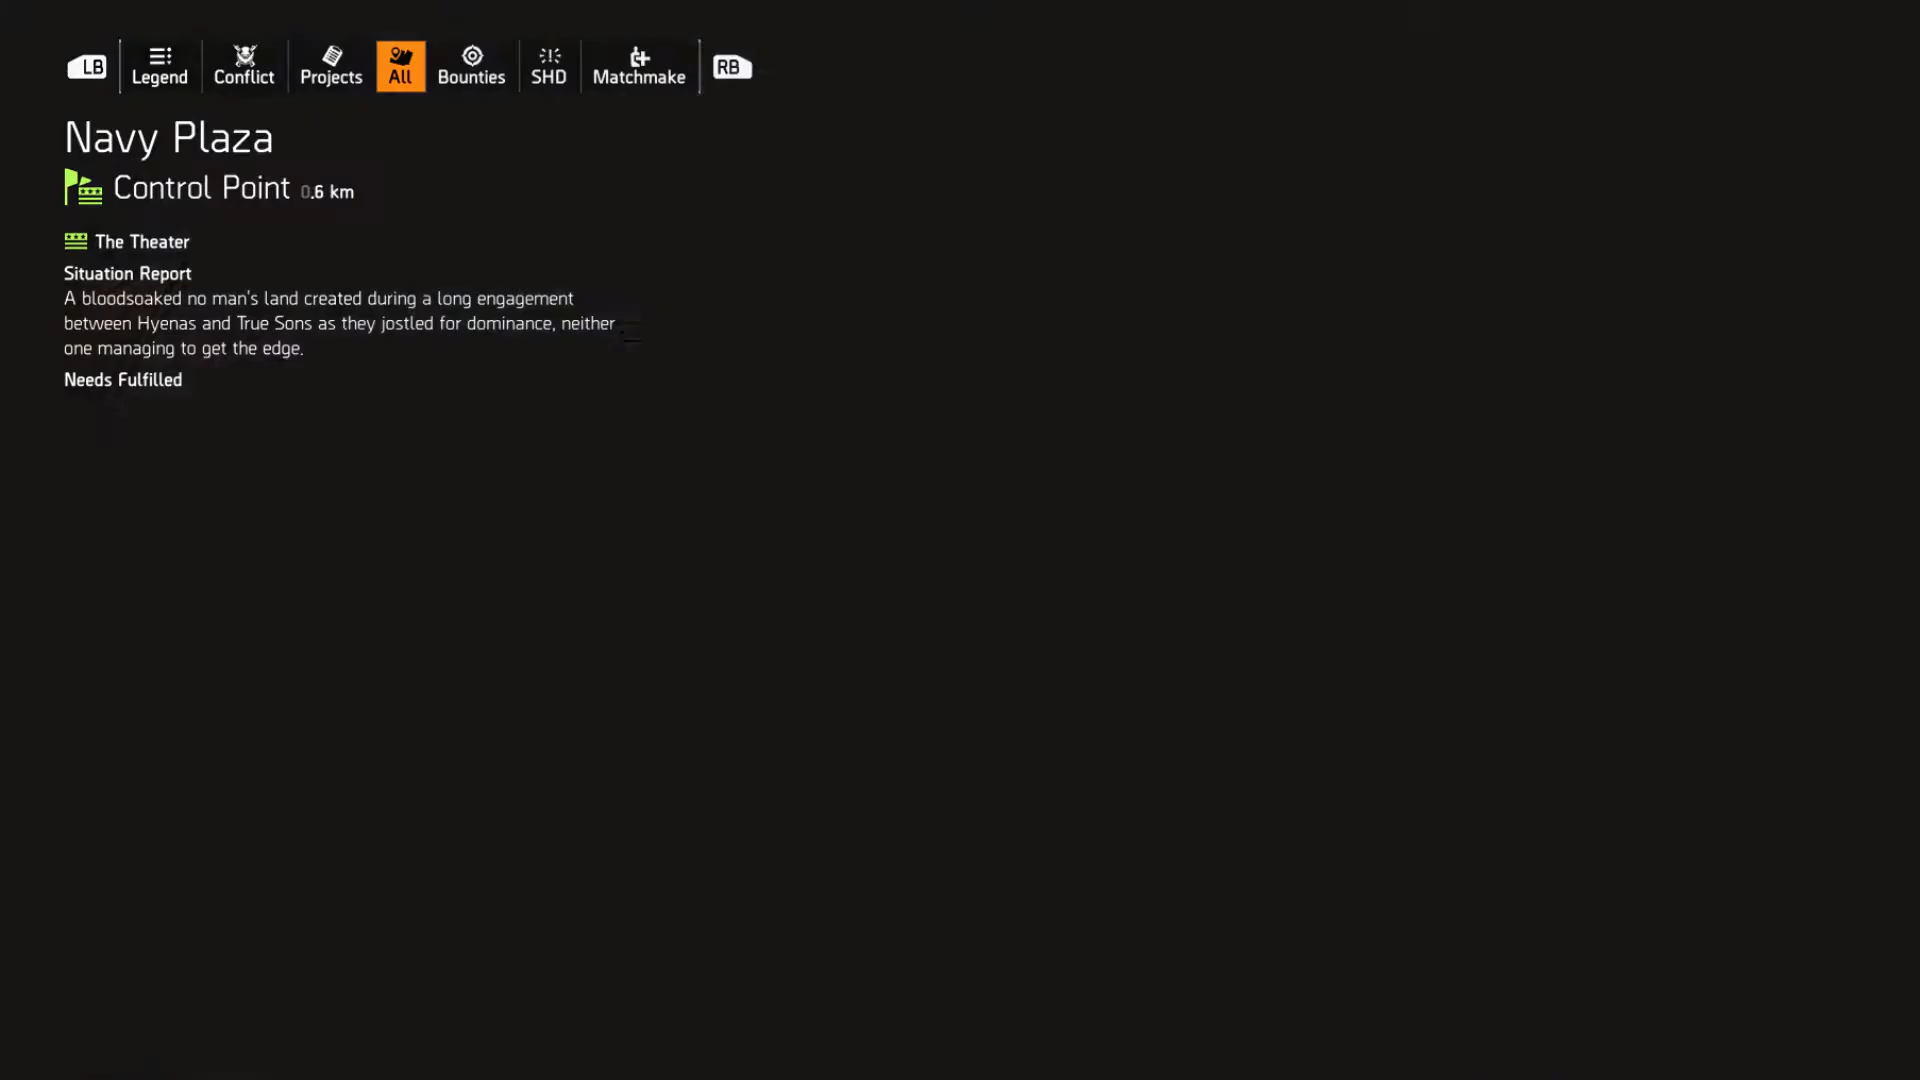 LB Legend Conflict Projects All Bounties SHD Matchmake RB
Navy Plaza
Control Point 0.6 km
The Theater
Situation Report
A bloodsoaked no man's land created during a long engagement
between Hyenas and True Sons as they jostled for dominance, neither
one managing to get the edge.
Needs Fulfilled